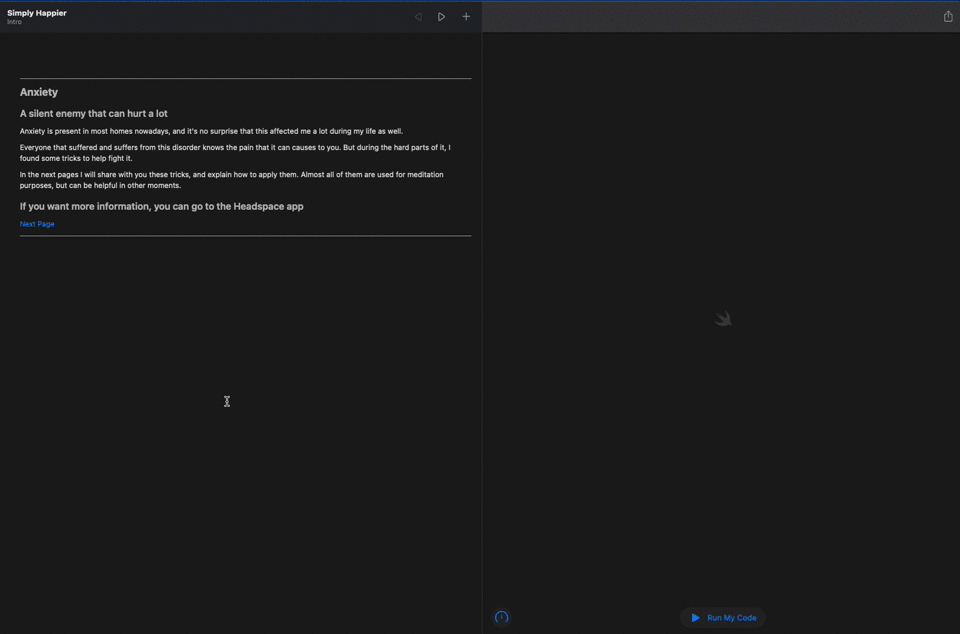 Simply Happier
Intro
Anxiety
A silent enemy that can hurt a lot
Anxiety is present in most homes nowadays, and it's no surprise that this affected me a lot during my life as well.
Everyone that suffered and suffers from this disorder knows the pain that it can causes to you. But during the hard parts of it, I
found some tricks to help fight it.
In the next pages I will share with you these tricks, and explain how to apply them. Almost all of them are used for meditation
purposes, but can be helpful in other moments.
If you want more information, you can go to the Headspace app
Next Page
Run My Code